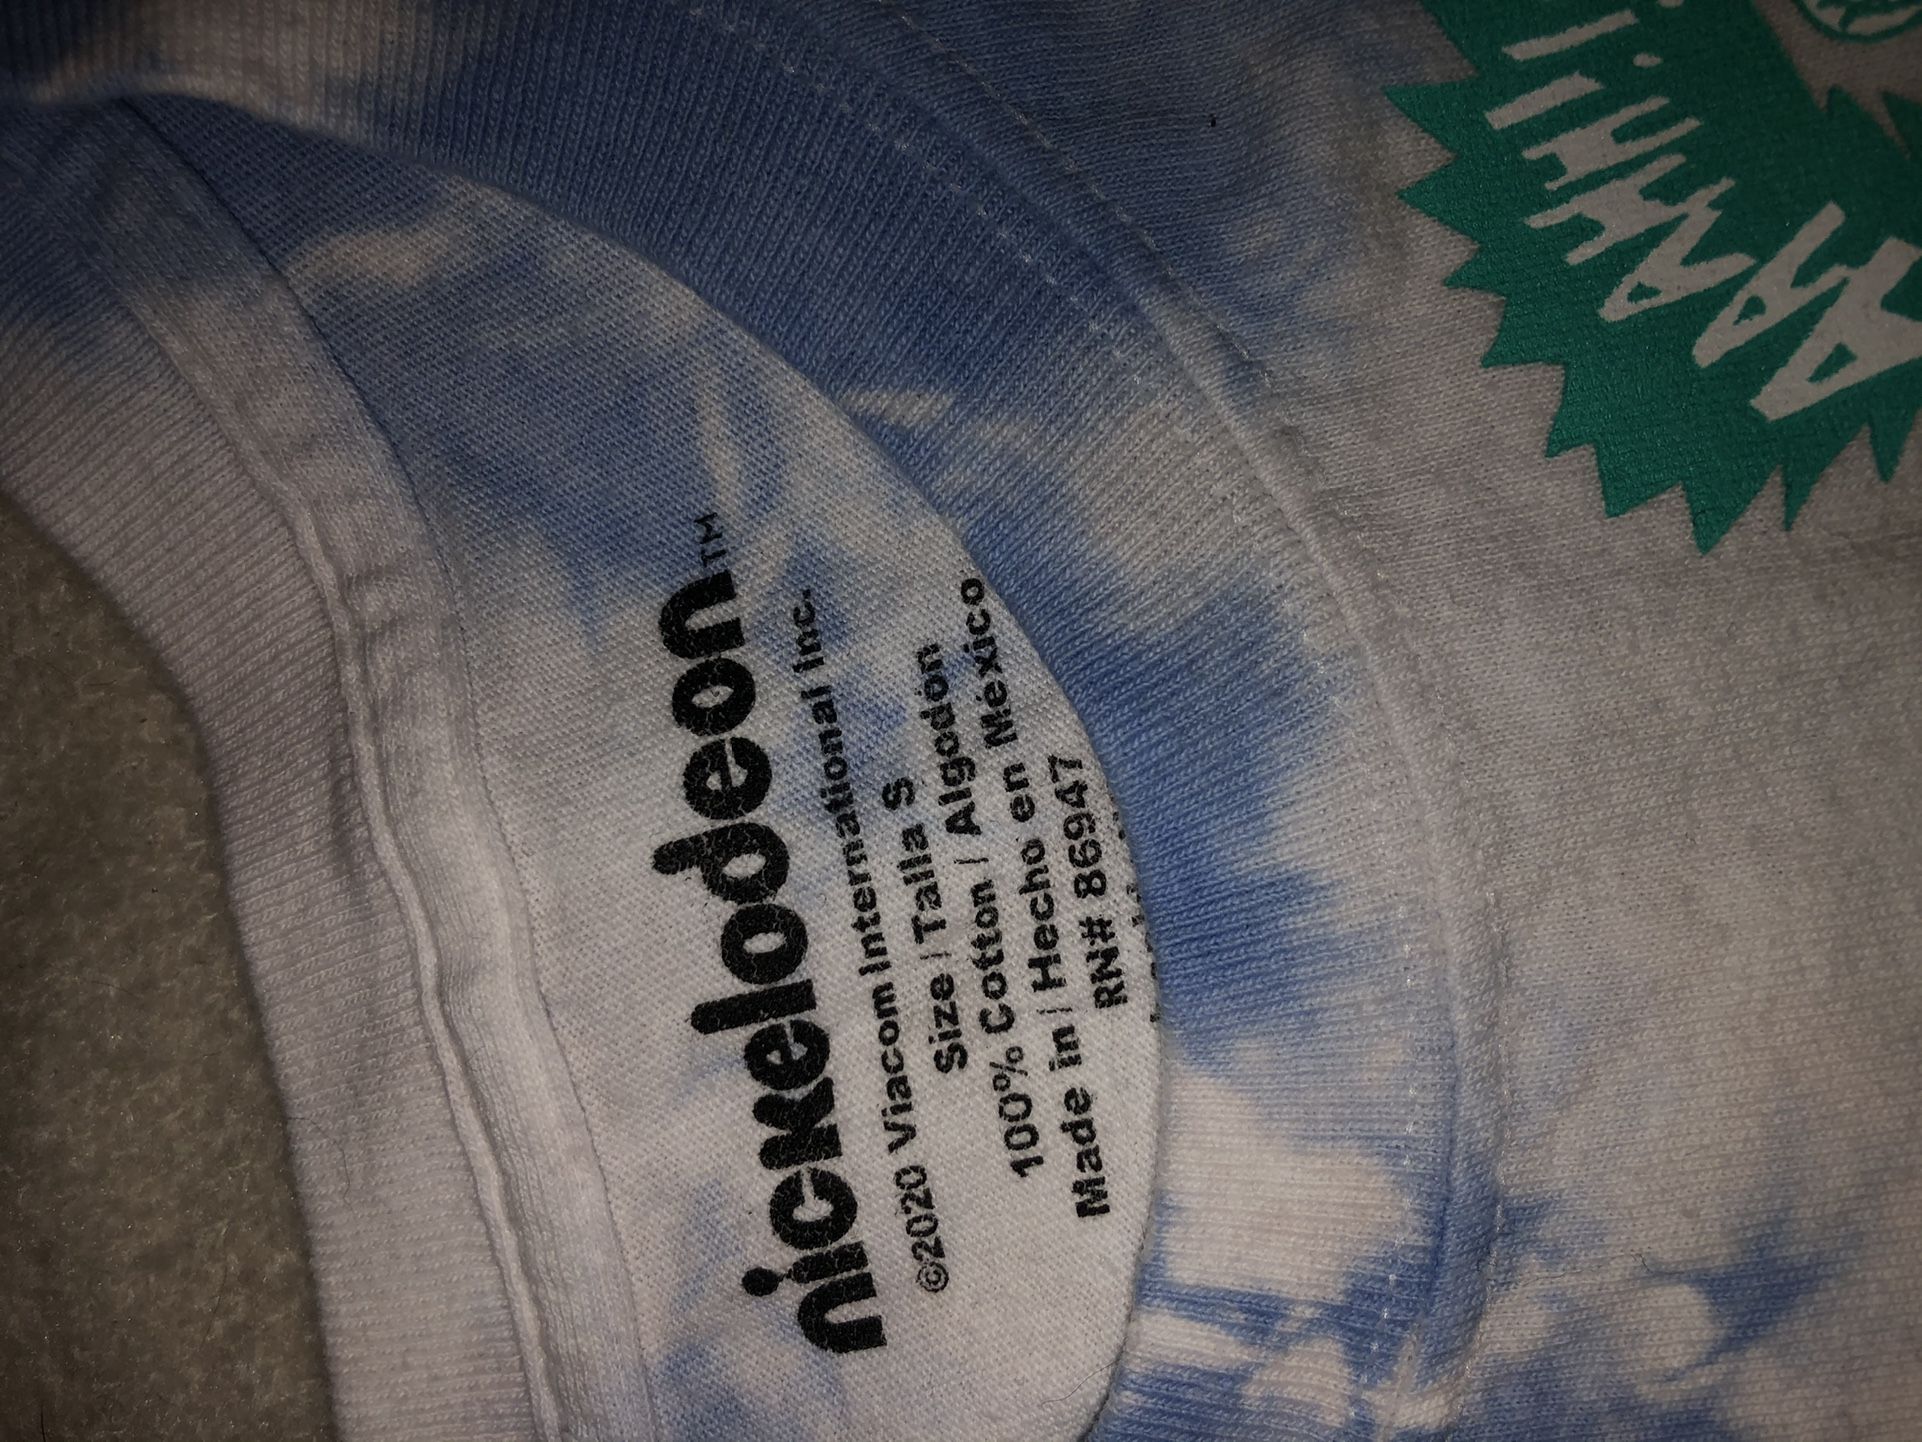 nickelodeon™
©2020 Viacom International Inc.
Size / Talla S
100% Cotton / Algodón
Made in / Hecho en México
RN# 86947